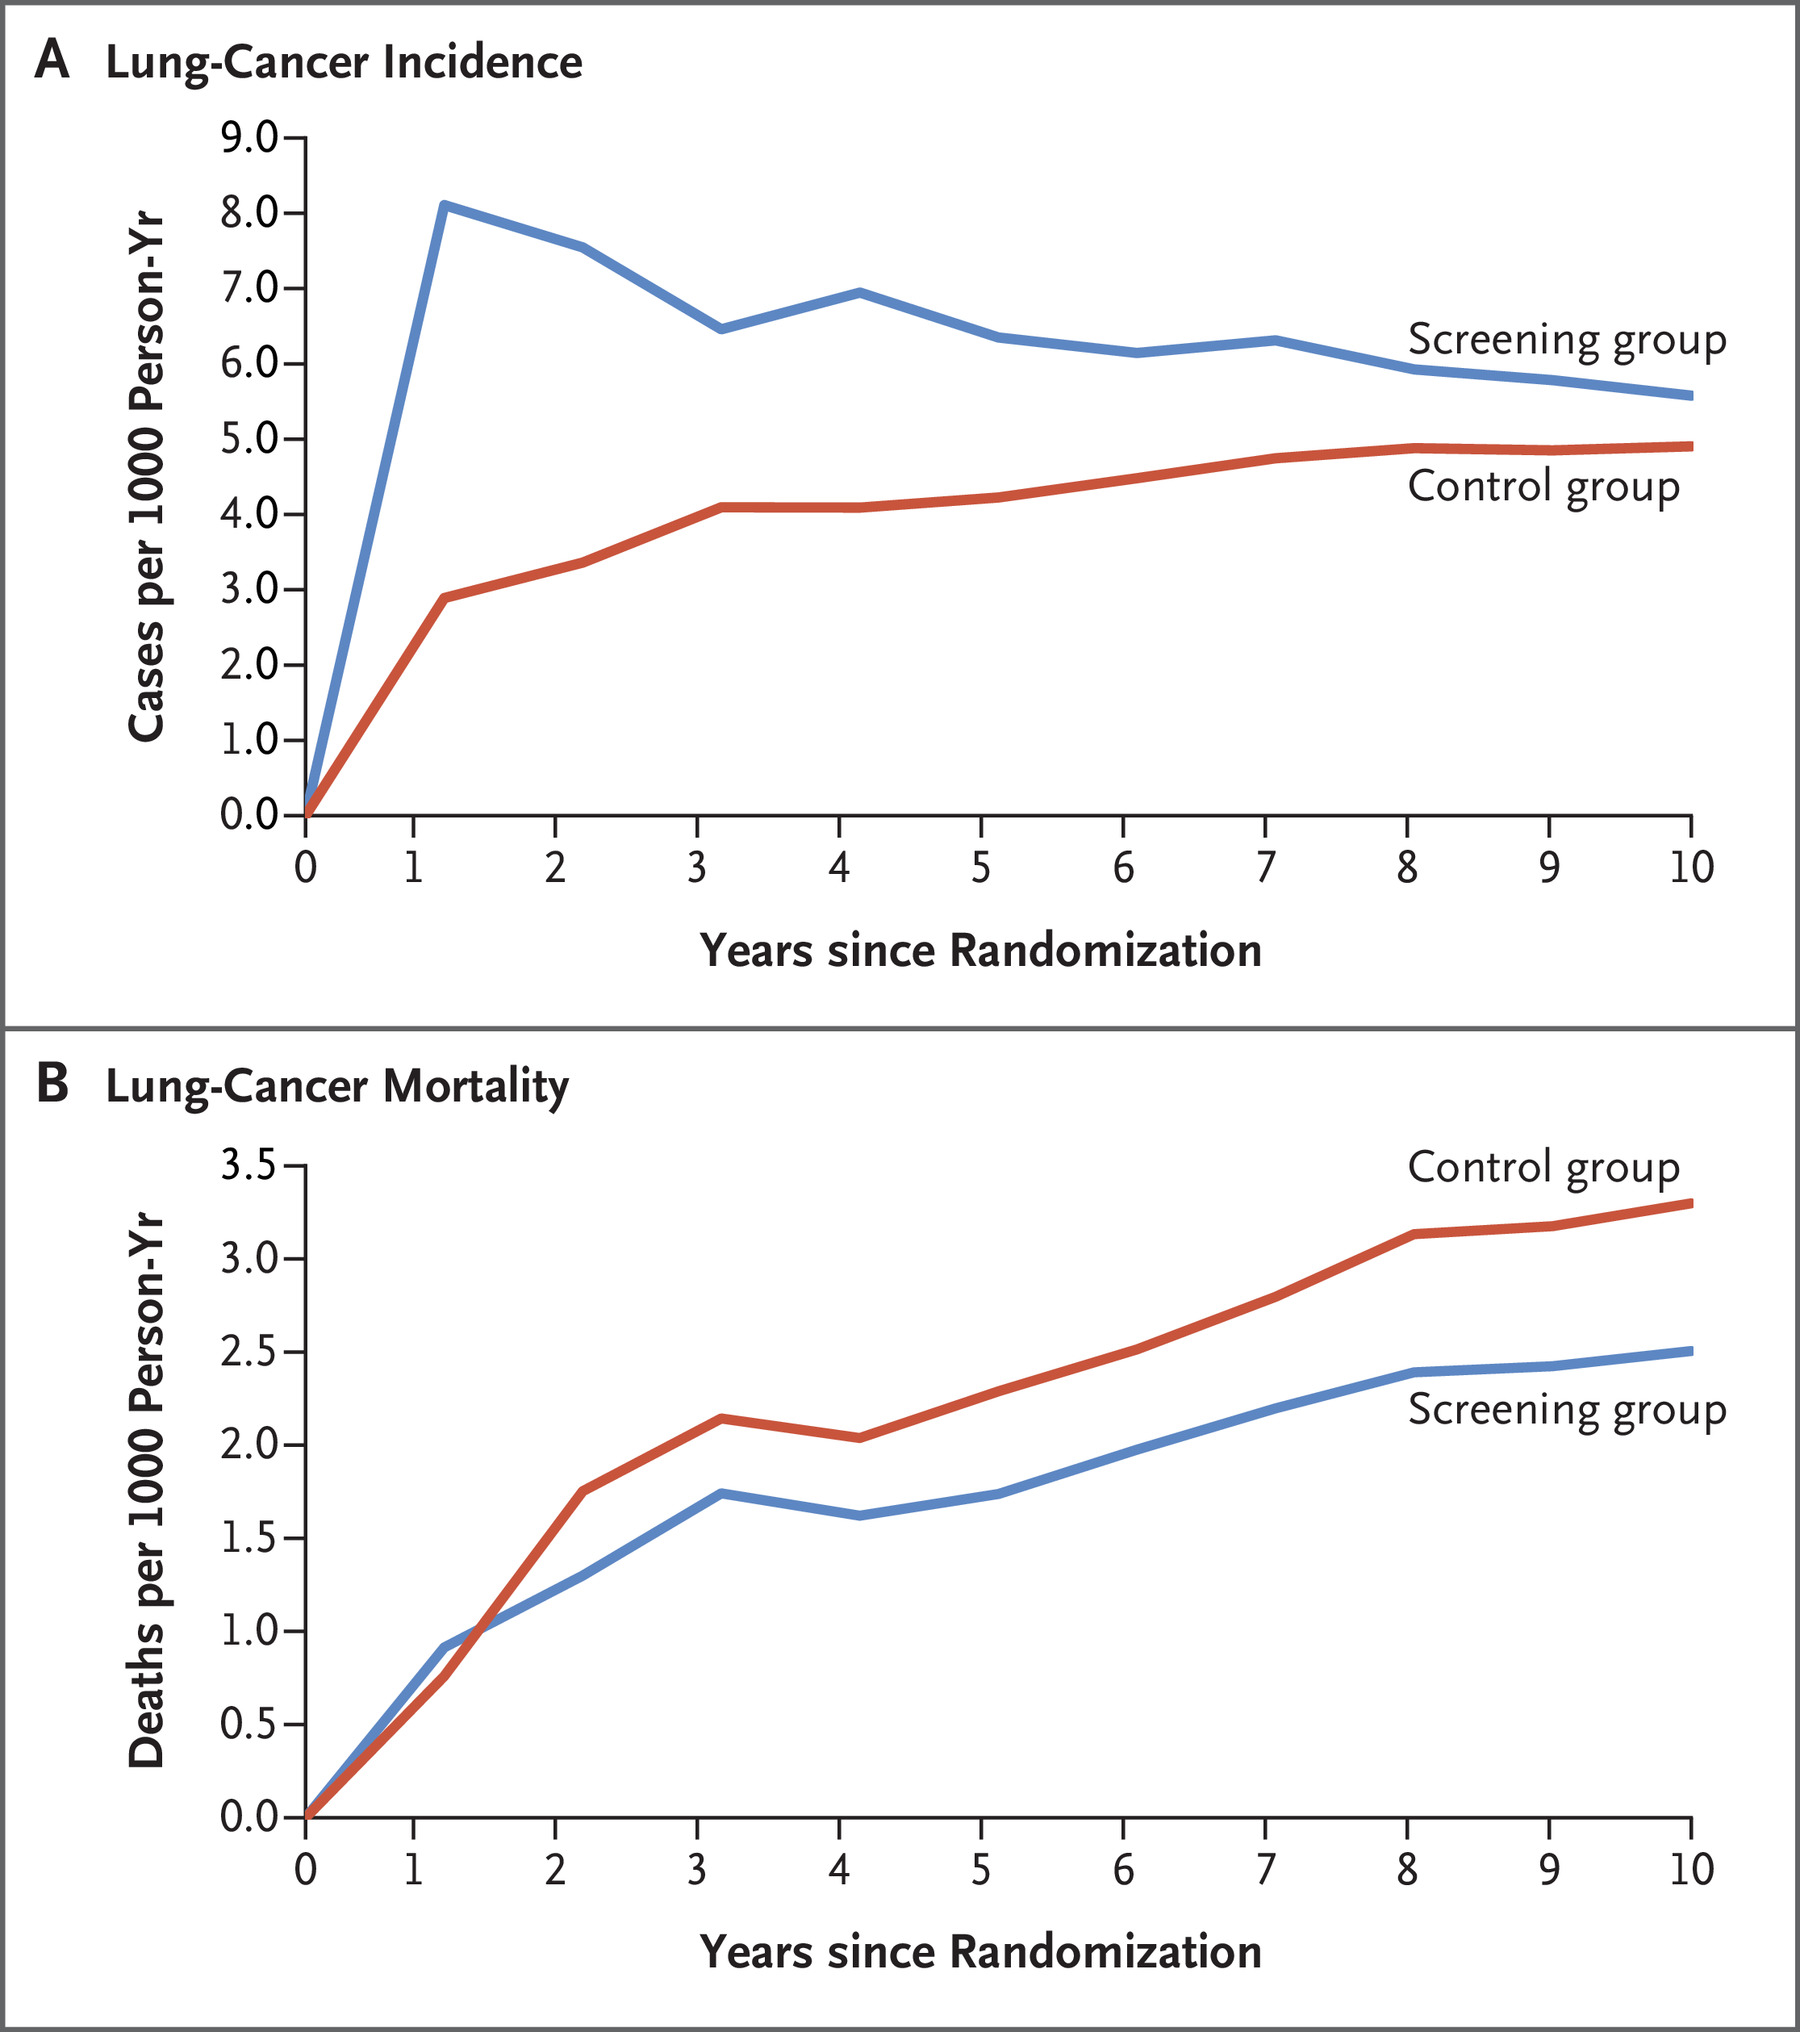 A Lung-Cancer Incidence
9.0
8.0
7.0
6.0
5.0
4.0
3.0
2.0
1.0
0.0
Cases per 1000 Person-Yr
Screening group
Control group
0 1 2 3 4 5 6 7 8 9 10
Years since Randomization
B Lung-Cancer Mortality
3.5
3.0
2.5
2.0
1.5
1.0
0.5
0.0
Deaths per 1000 Person-Yr
Control group
Screening group
0 1 2 3 4 5 6 7 8 9 10
Years since Randomization